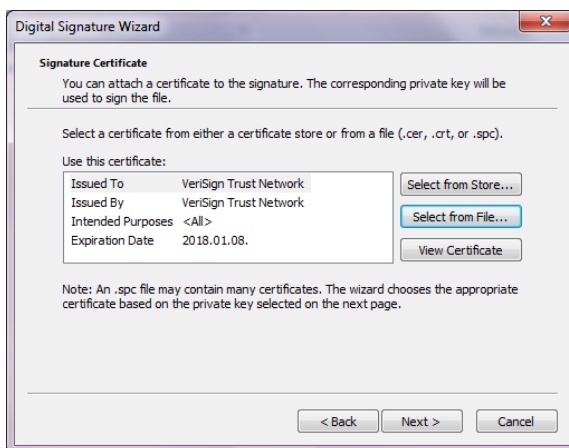 Digital Signature Wizard
Signature Certificate
You can attach a certificate to the signature. The corresponding private key will be
used to sign the file.
Select a certificate from either a certificate store or from a file (.cer, .crt, or .spc).
Use this certificate:
Issued To VeriSign Trust Network
Issued By VeriSign Trust Network
Intended Purposes <All>
Expiration Date 2018.01.08.
Select from Store...
Select from File...
View Certificate
Note: An .spc file may contain many certificates. The wizard chooses the appropriate
certificate based on the private key selected on the next page.
< Back Next > Cancel